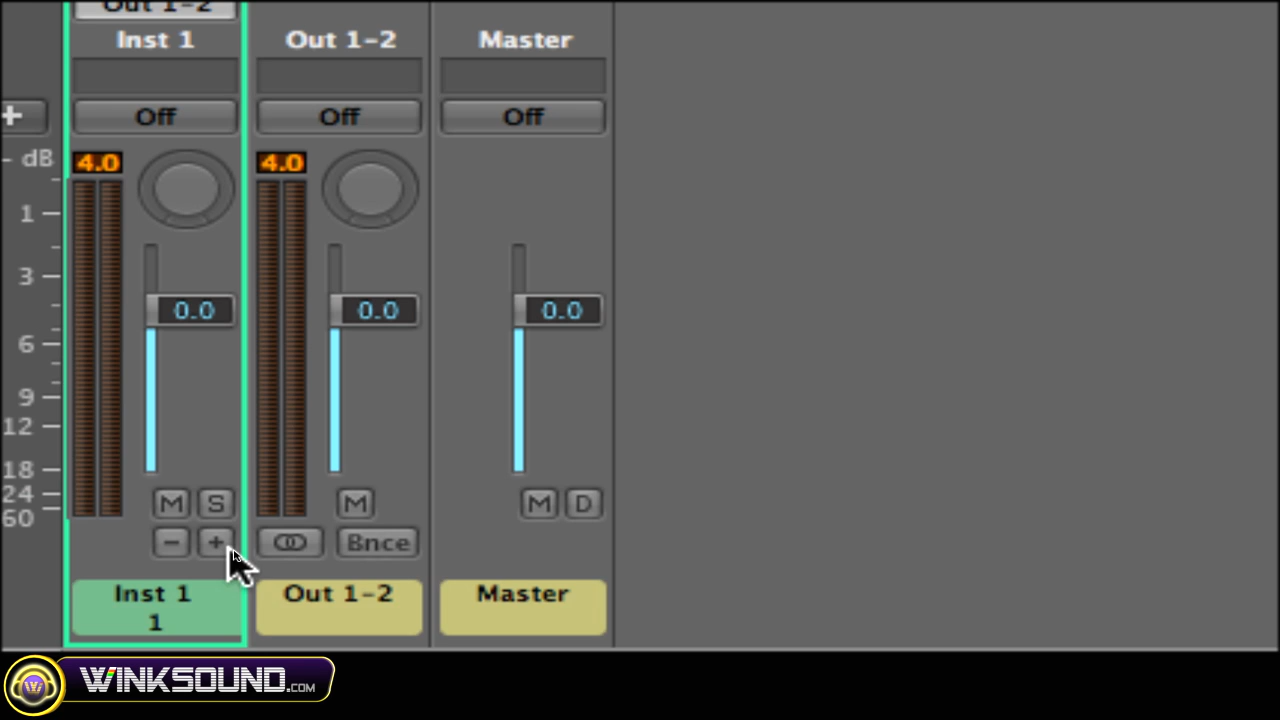 Out 1-2
Inst 1
Out 1-2
Master
+
Off
Off
Off
- dB
4.0
4.0
1
3
0.0
0.0
0.0
6
9
12
18
24
60
M
S
M
M
D
-
+
Bnce
Inst 1
1
Out 1-2
Master
W
WINKSOUND.COM